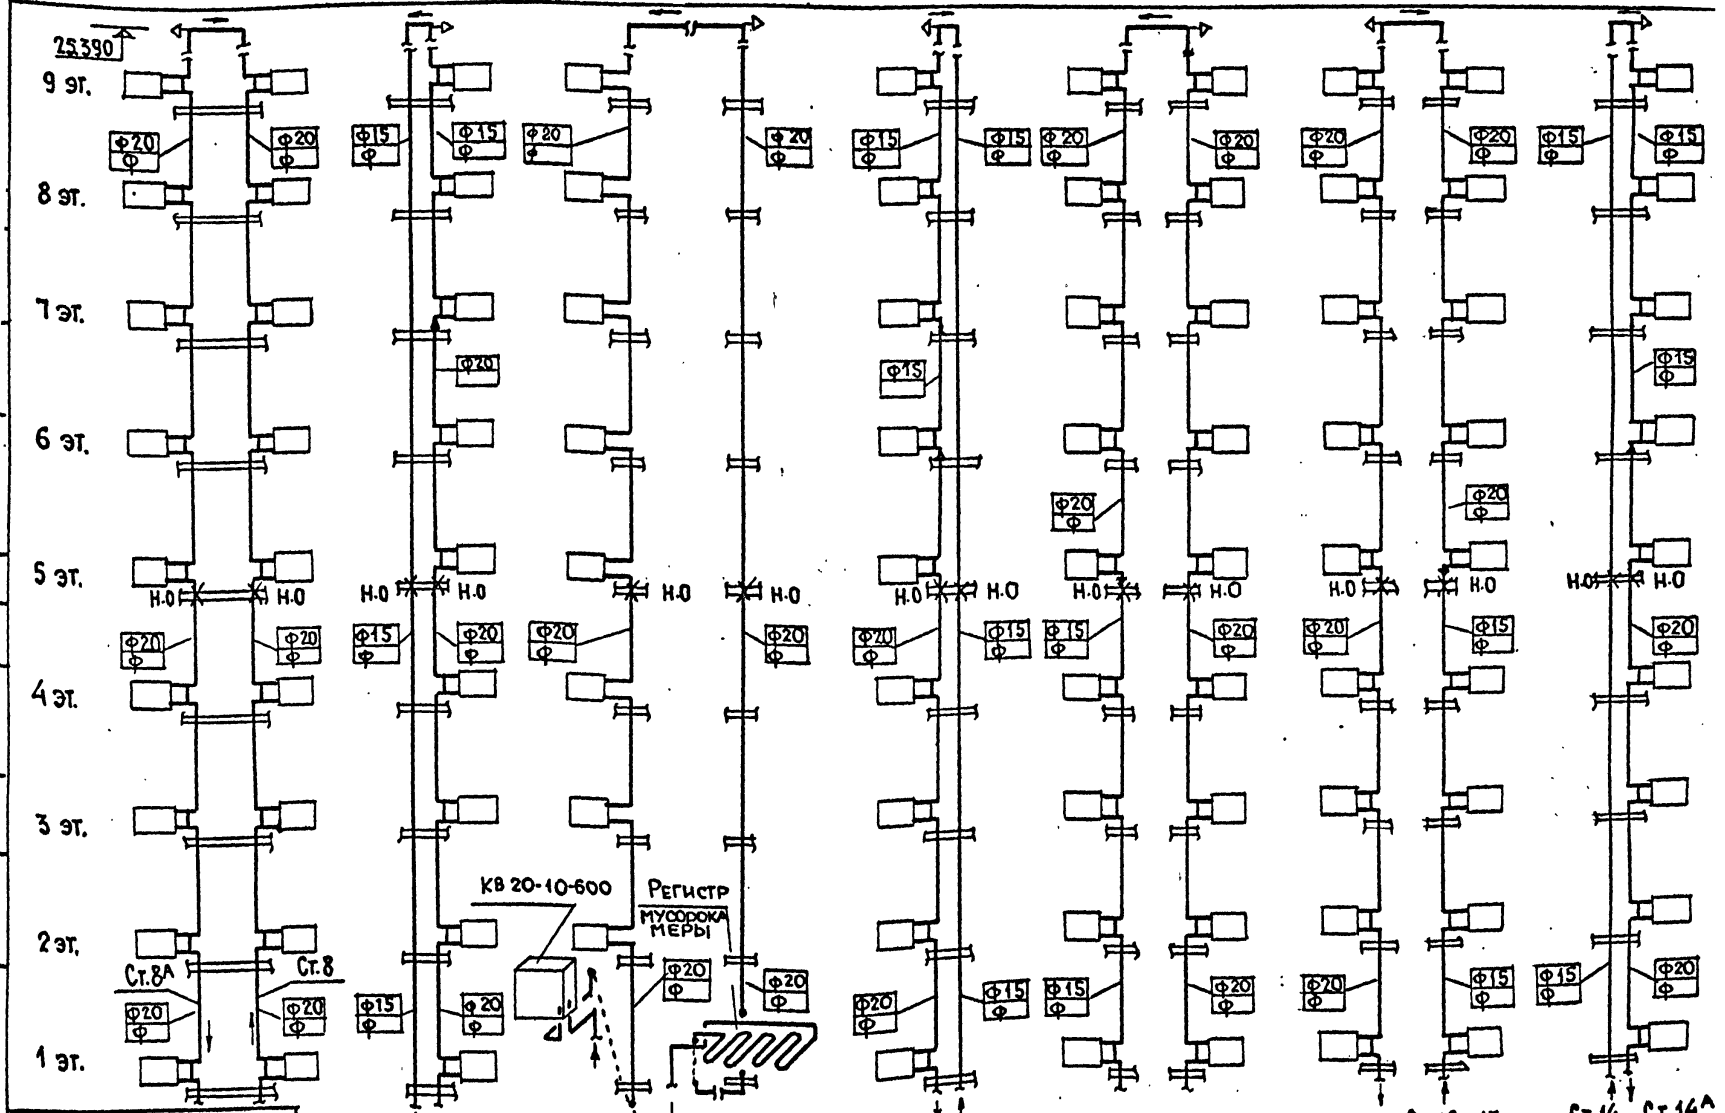 25.390
9 эт.
Ф20 Ф
Ф20 Ф
Ф15 Ф
Ф15 Ф
Ф20 Ф
Ф20 Ф
Ф15 Ф
Ф15 Ф
Ф20 Ф
Ф20 Ф
Ф20 Ф
Ф20 Ф
Ф15 Ф
Ф15 Ф
8 эт.
7 эт.
Ф20
Ф15
Ф15 Ф
6 эт.
Ф20 Ф
Ф20 Ф
5 эт.
Н.О Н.О Н.О Н.О Н.О Н.О Н.О Н.О Н.О Н.О Н.О Н.О Н.О Н.О
Ф20 Ф
Ф20 Ф
Ф15 Ф
Ф20 Ф
Ф20 Ф
Ф20 Ф
Ф20 Ф
Ф15 Ф
Ф15 Ф
Ф20 Ф
Ф20 Ф
Ф15 Ф
Ф20 Ф
4 эт.
3 эт.
КВ 20-10-600
Регистр
мусорока
меры
2 эт.
Ст.8А
Ст.8
Ф20 Ф
Ф20 Ф
Ф15 Ф
Ф20 Ф
Ф20 Ф
Ф20 Ф
Ф20 Ф
Ф15 Ф
Ф15 Ф
Ф20 Ф
Ф20 Ф
Ф15 Ф
Ф15 Ф
Ф20 Ф
1 эт.
Ст.14 Ст.14А